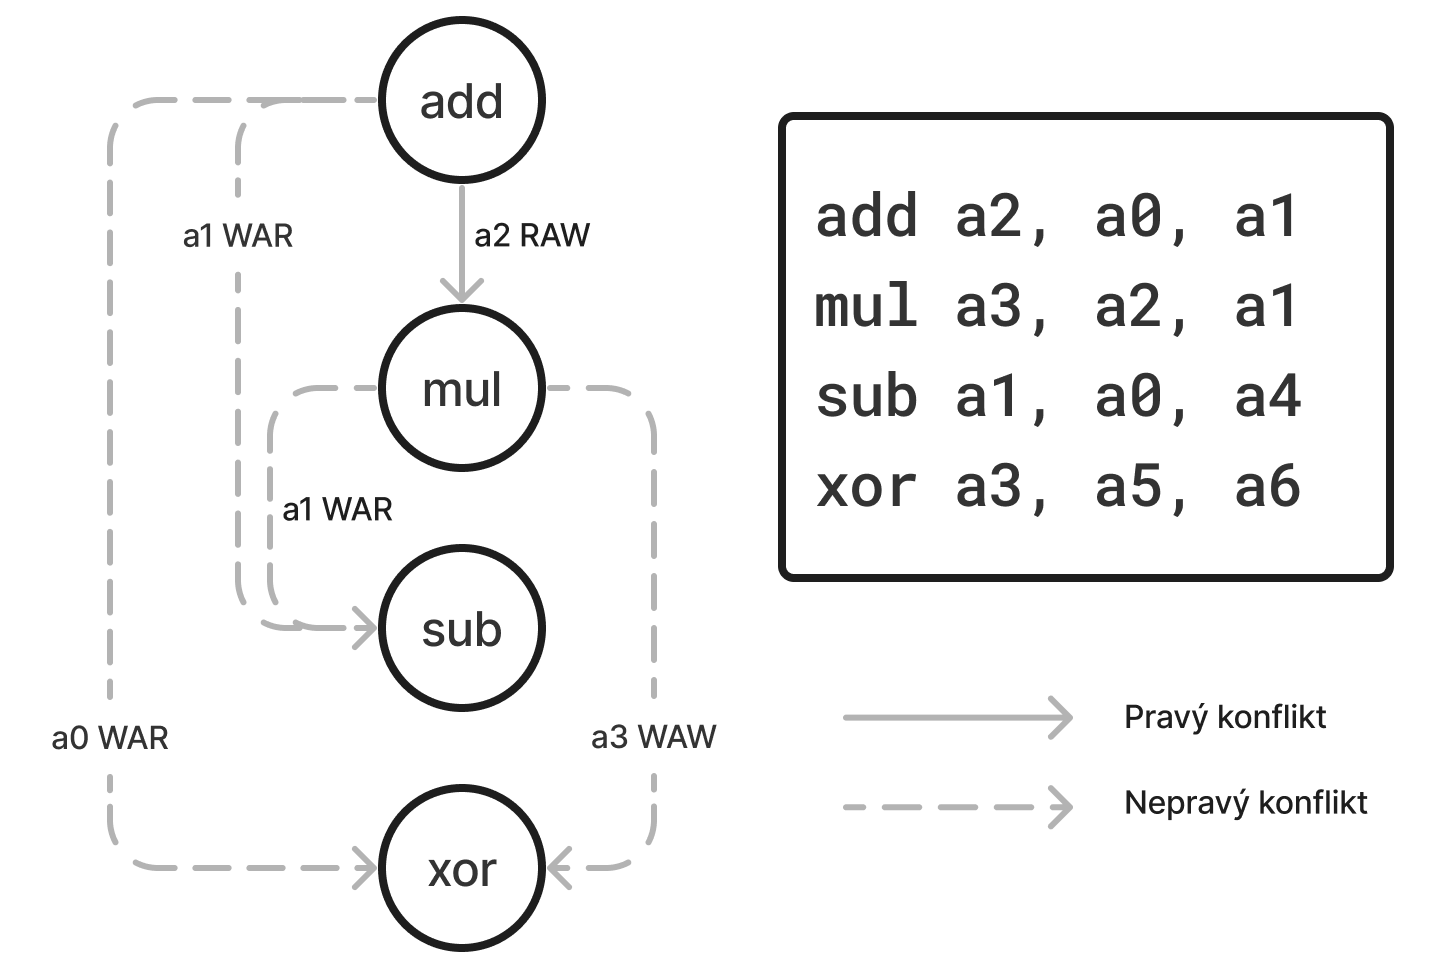 add
a1 WAR
a2 RAW
mul
a1 WAR
sub
a0 WAR
a3 WAW
xor
add a2, a0, a1
mul a3, a2, a1
sub a1, a0, a4
xor a3, a5, a6
Pravý konflikt
Nepravý konflikt